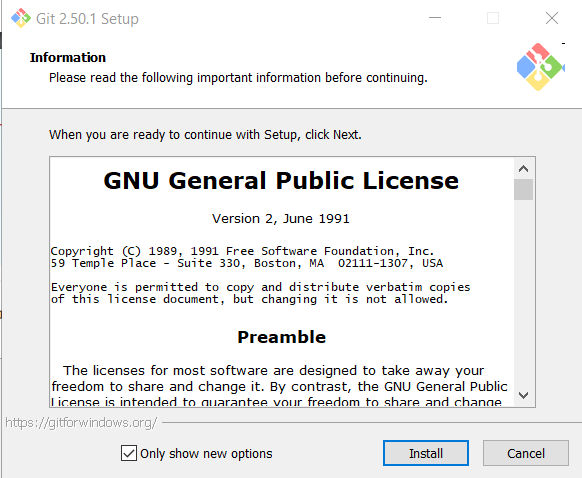 Git 2.50.1 Setup
Information
Please read the following important information before continuing.
When you are ready to continue with Setup, click Next.
GNU General Public License
Version 2, June 1991
Copyright (C) 1989, 1991 Free Software Foundation, Inc.
59 Temple Place - Suite 330, Boston, MA  02111-1307, USA
Everyone is permitted to copy and distribute verbatim copies
of this license document, but changing it is not allowed.
Preamble
The licenses for most software are designed to take away your
freedom to share and change it. By contrast, the GNU General Public
License is intended to guarantee your freedom to share and change
https://gitforwindows.org/
Only show new options
Install
Cancel